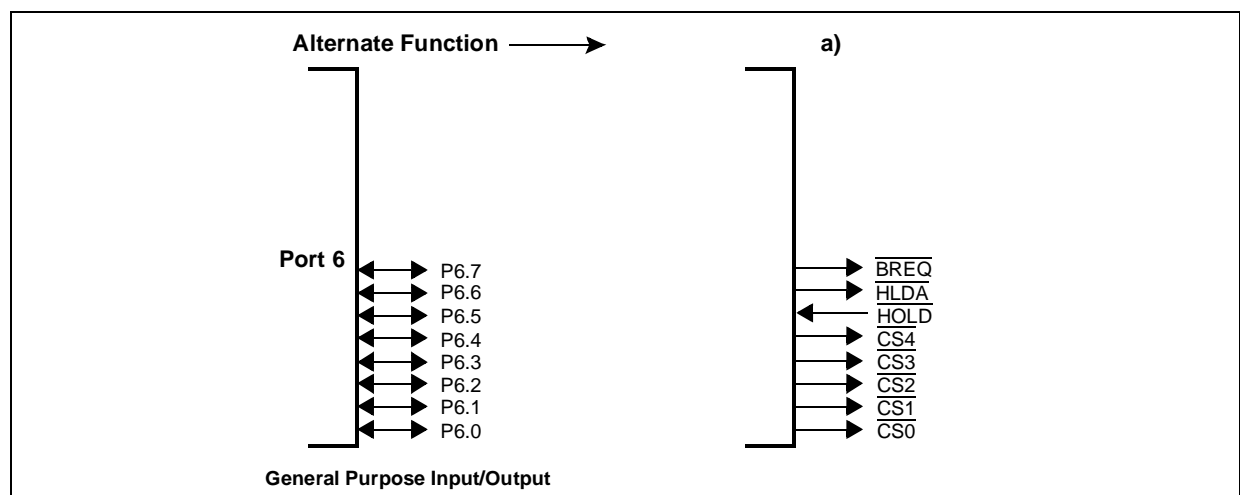 Alternate Function a)
Port 6
P6.7 BREQ
P6.6 HLDA
P6.5 HOLD
P6.4 CS4
P6.3 CS3
P6.2 CS2
P6.1 CS1
P6.0 CS0
General Purpose Input/Output